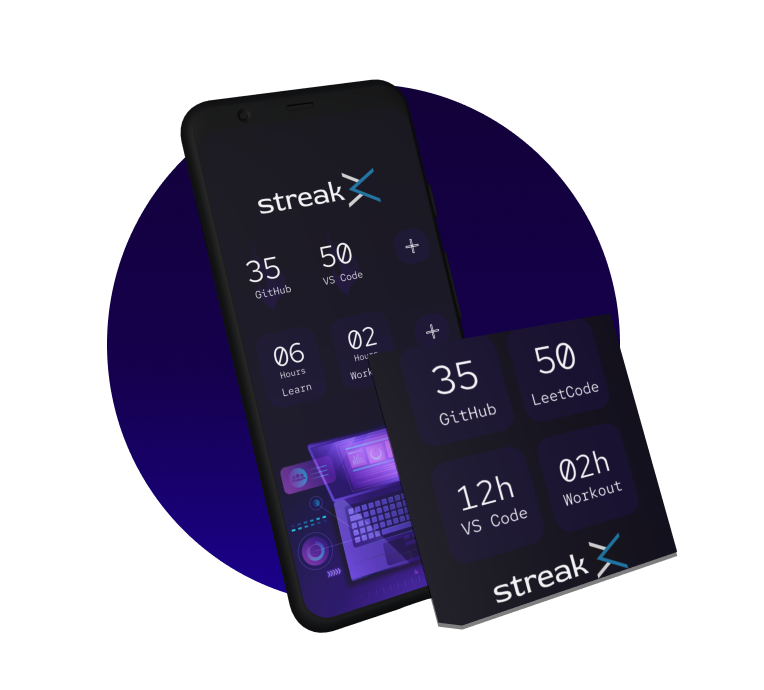 streak
35
GitHub
50
VS Code
+
06
Hours
Learn
02
Hours
Work
+
35
GitHub
50
LeetCode
12h
VS Code
02h
Workout
streak